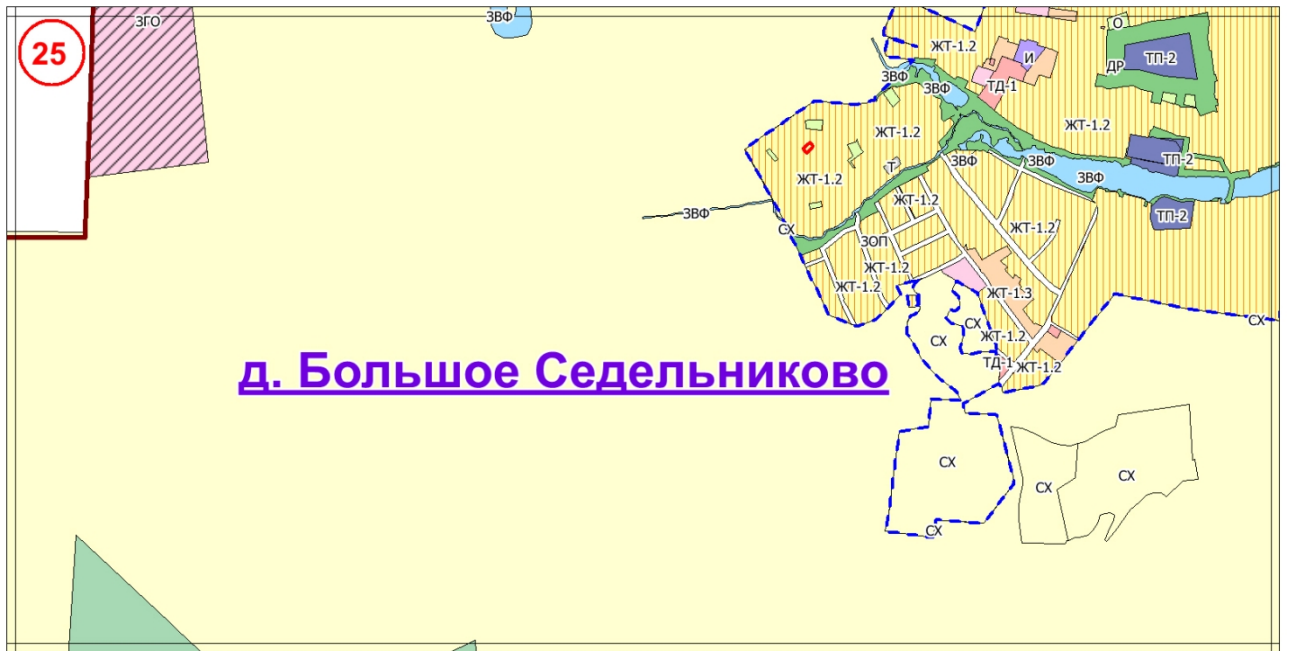 ЗГО
ЗВФ
25
О
ЖТ-1.2
И
ТП-2
ДР
ЗВФ
ЗВФ
ТД-1
ЖТ-1.2
ЖТ-1.2
ЗВФ
ЗВФ
ТП-2
Т
ЖТ-1.2
ЗВФ
ЖТ-1.2
ЗВФ
ТП-2
СХ
ЖТ-1.2
ЗОП
ЖТ-1.2
ЖТ-1.2
ЖТ-1.3
СХ
СХ
СХ
ЖТ-1.2
ТД-1
ЖТ-1.2
д. Большое Седельниково
СХ
СХ
СХ
СХ